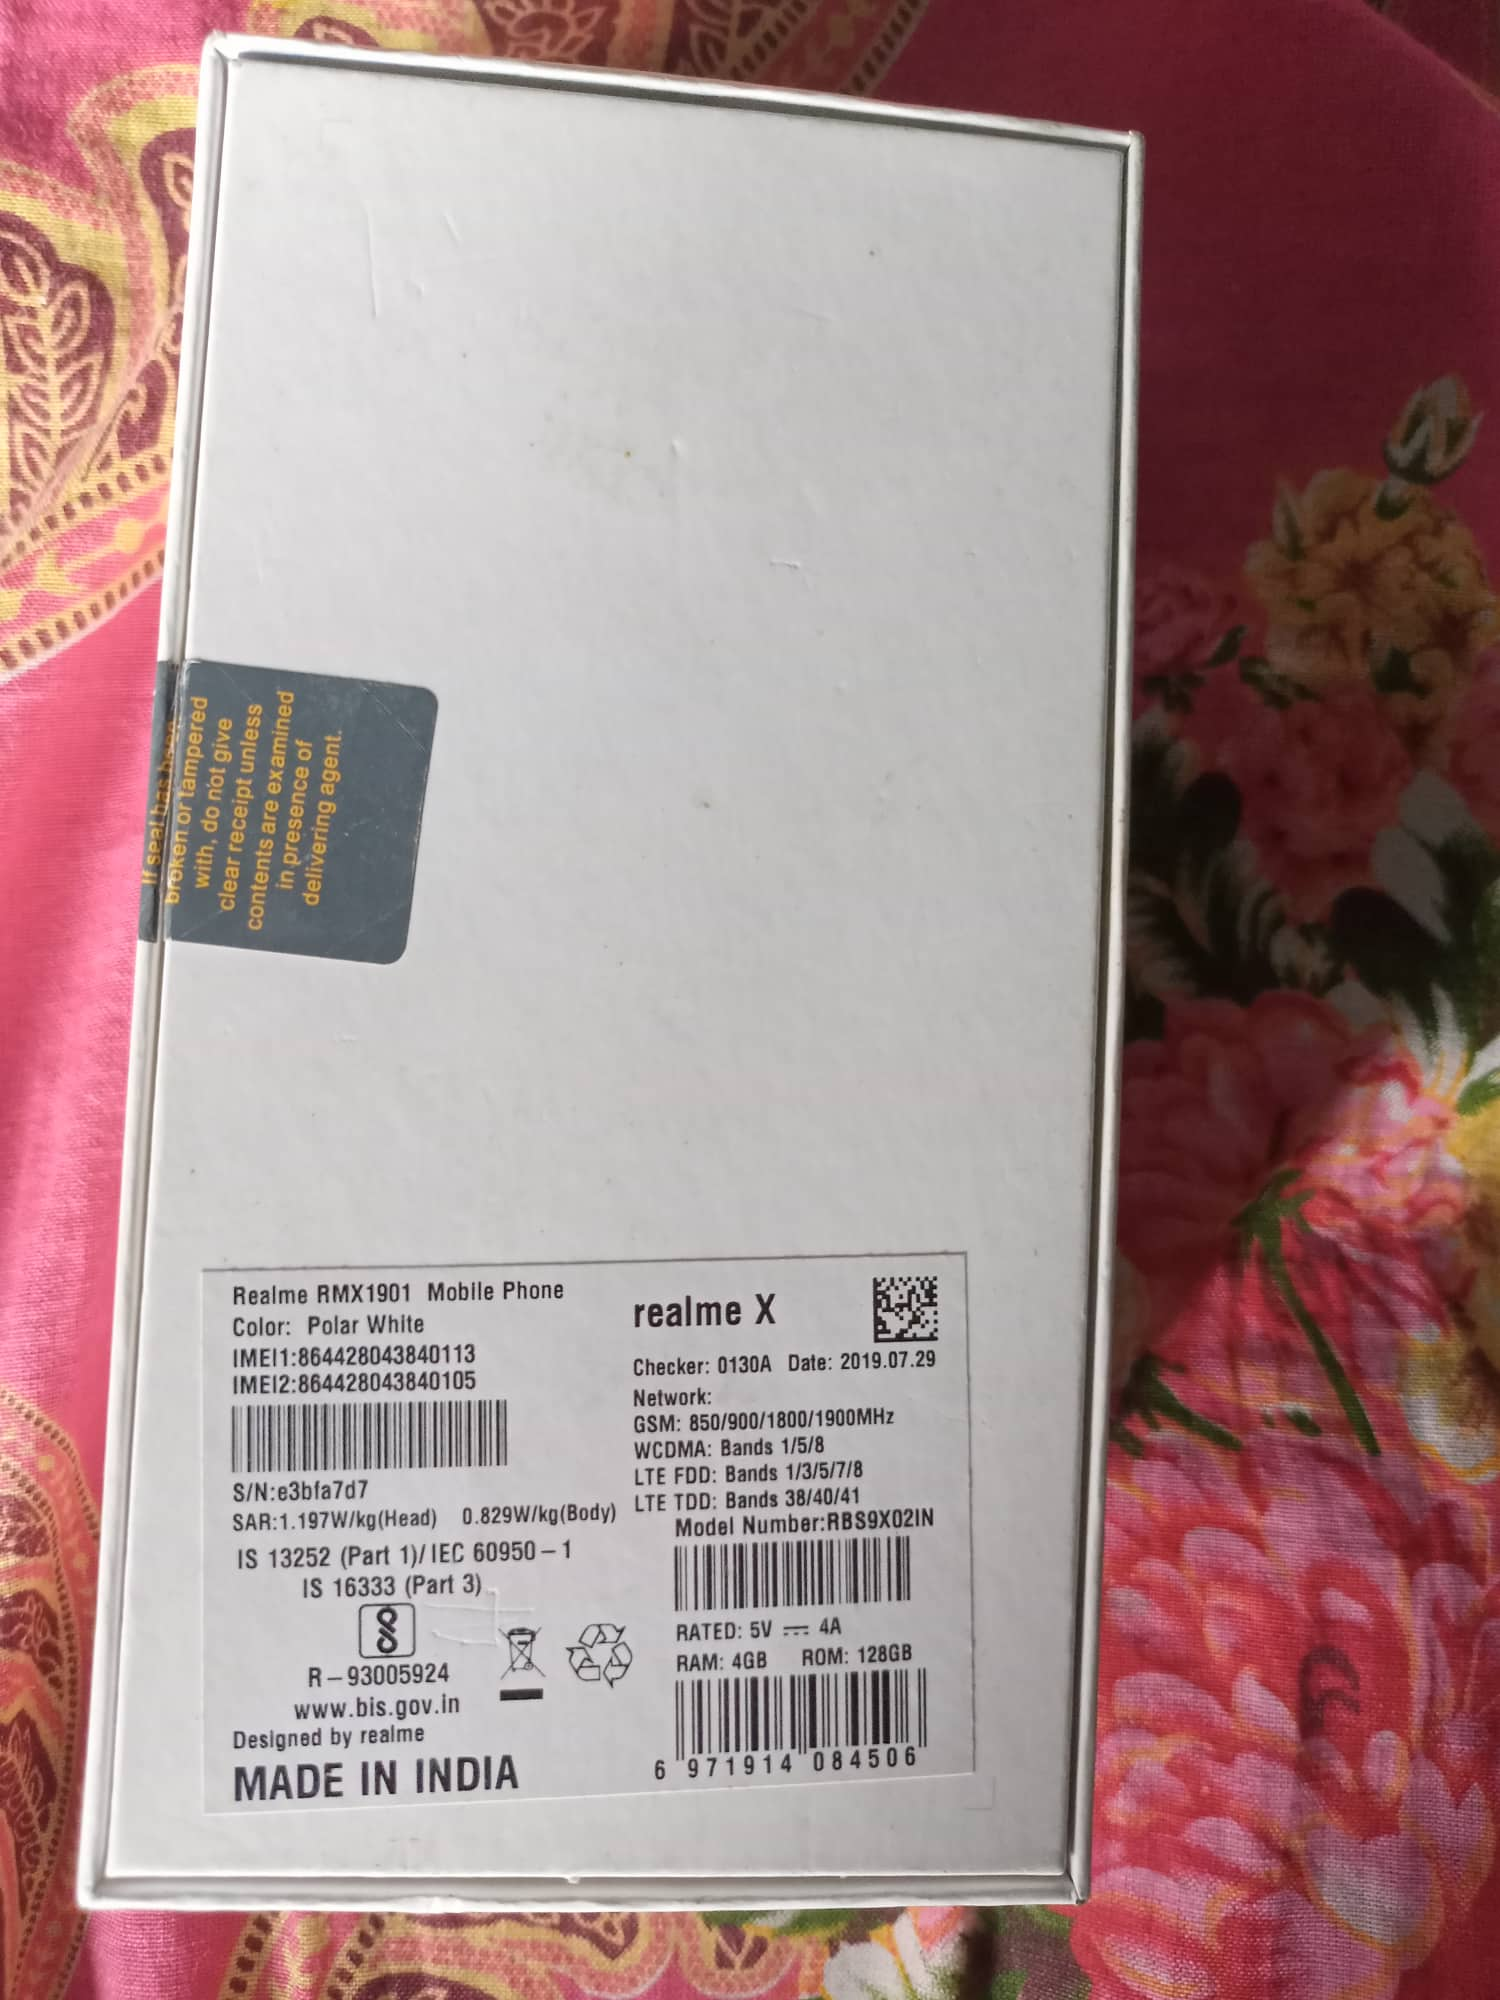 If seal has been
broken or tampered
with, do not give
clear receipt unless
contents are examined
in presence of
delivering agent.
Realme RMX1901 Mobile Phone
Color: Polar White
IMEI1:864428043840113
IMEI2:864428043840105
S/N:e3bfa7d7
SAR:1.197W/kg(Head) 0.829W/kg(Body)
IS 13252 (Part 1)/IEC 60950-1
IS 16333 (Part 3)
R-93005924
www.bis.gov.in
Designed by realme
MADE IN INDIA
realme X
Checker: 0130A Date: 2019.07.29
Network:
GSM: 850/900/1800/1900MHz
WCDMA: Bands 1/5/8
LTE FDD: Bands 1/3/5/7/8
LTE TDD: Bands 38/40/41
Model Number:RBS9X02IN
RATED: 5V ⎓ 4A
RAM: 4GB ROM: 128GB
6 971914 084506